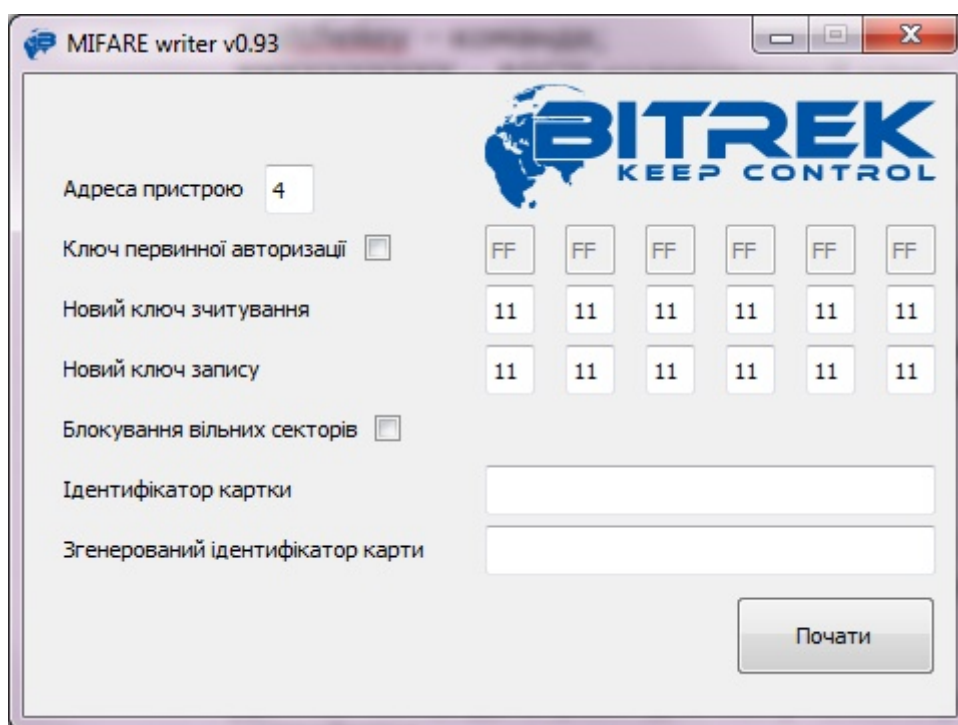 MIFARE writer v0.93
BITREK
KEEP CONTROL
Адреса пристрою 4
Ключ первинної авторизації FF FF FF FF FF FF
Новий ключ зчитування 11 11 11 11 11 11
Новий ключ запису 11 11 11 11 11 11
Блокування вільних секторів
Ідентифікатор картки
Згенерований ідентифікатор карти
Почати